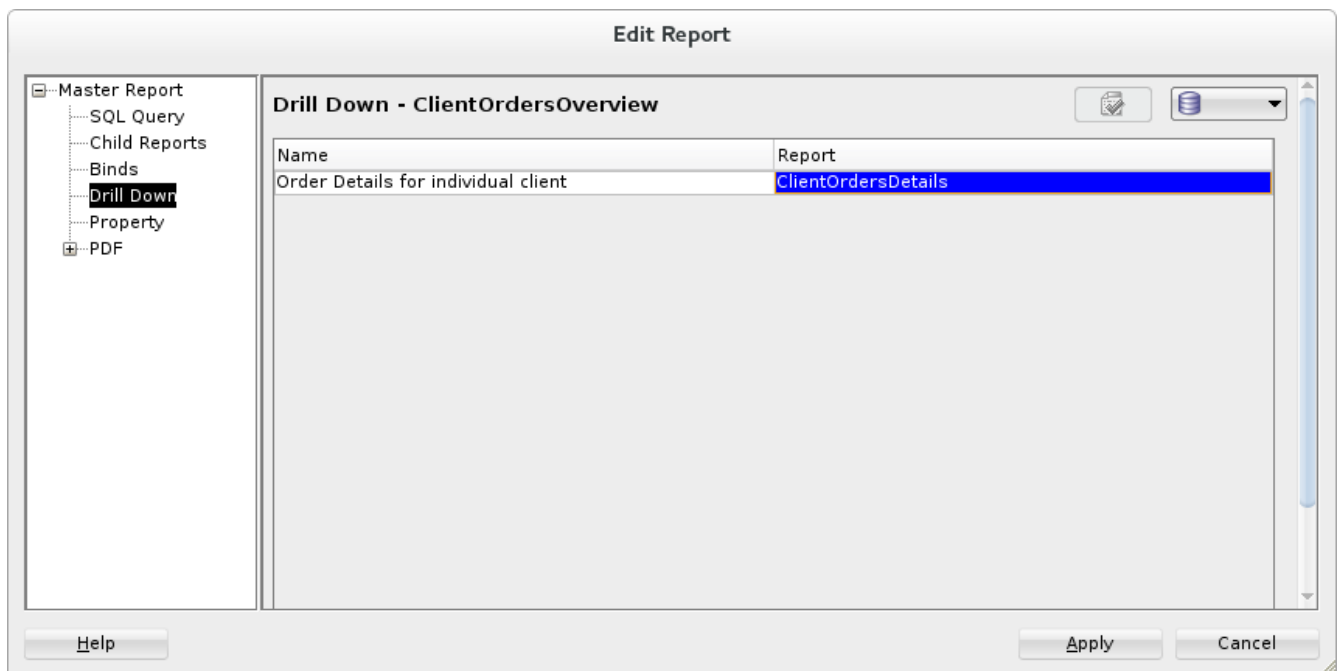 Edit Report
Master Report
SQL Query
Child Reports
Binds
Drill Down
Property
PDF
Drill Down - ClientOrdersOverview
Name Report
Order Details for individual client ClientOrdersDetails
Help Apply Cancel